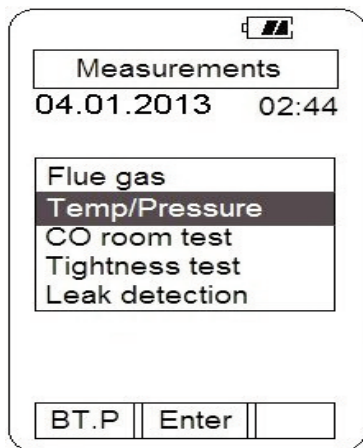 Measurements
04.01.2013 02:44
Flue gas
Temp/Pressure
CO room test
Tightness test
Leak detection
BT.P Enter